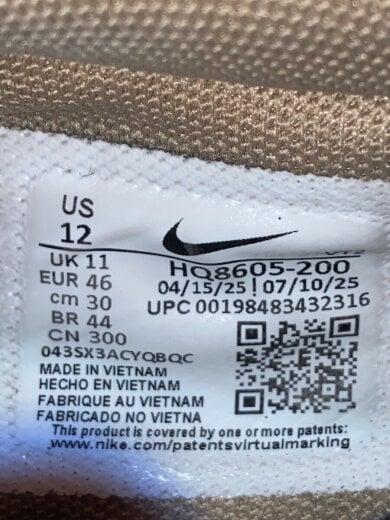 US
12
UK 11
EUR 46
cm 30
BR 44
CN 300
VT2
HQ8605-200
04/15/25 | 07/10/25
UPC 00198483432316
043SX3ACYQBQC
MADE IN VIETNAM
HECHO EN VIETNAM
FABRIQUE AU VIETNAM
FABRICADO NO VIETNA
This product is covered by one or more patents:
www.nike.com/patentsvirtualmarking